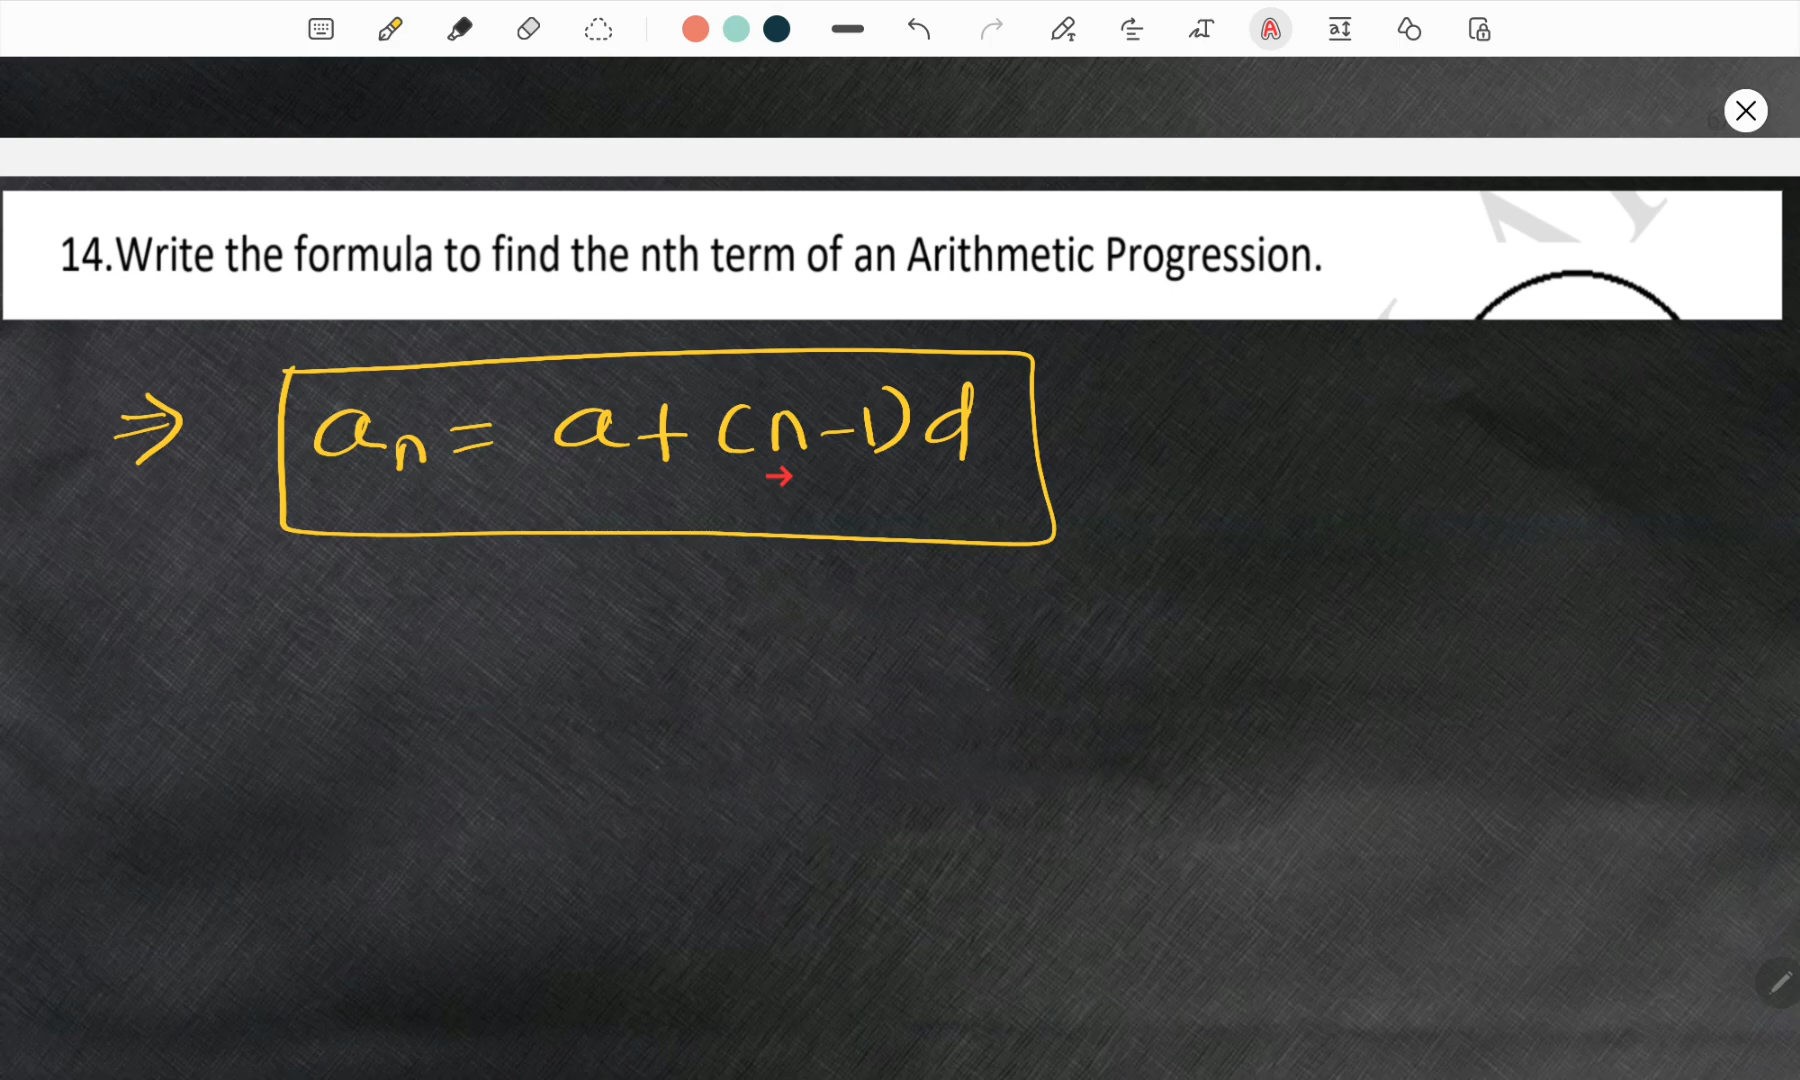 14.Write the formula to find the nth term of an Arithmetic Progression.
⇒ aₙ = a + (n-1)d